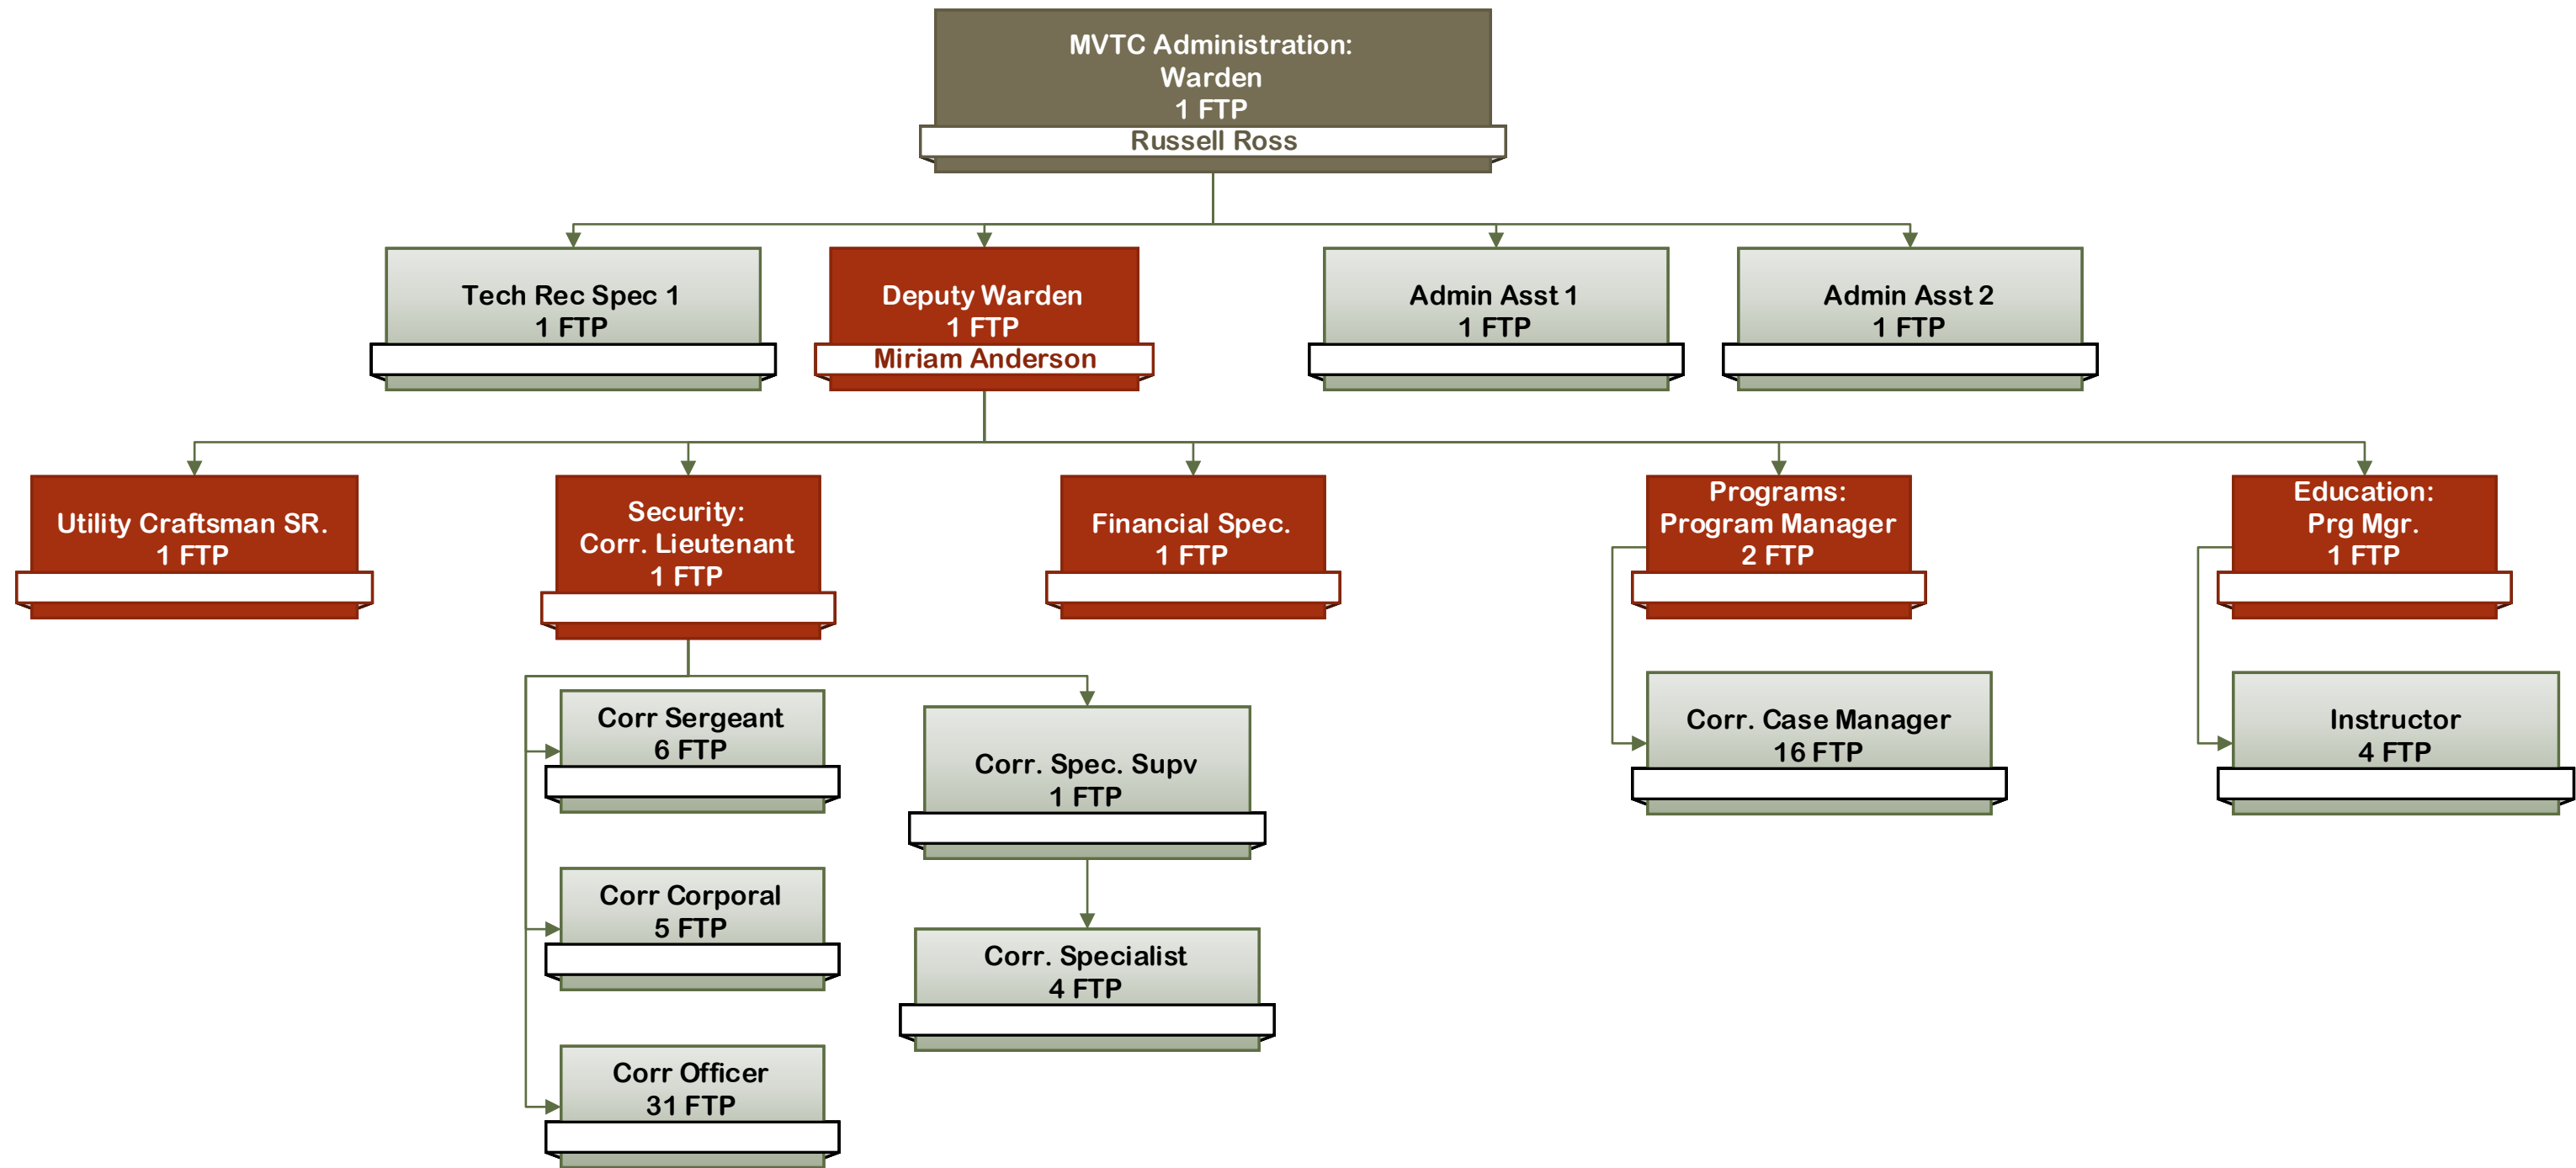 MVTC Administration:
Warden
1 FTP
Russell Ross
Tech Rec Spec 1
1 FTP
Deputy Warden
1 FTP
Miriam Anderson
Admin Asst 1
1 FTP
Admin Asst 2
1 FTP
Utility Craftsman SR.
1 FTP
Security:
Corr. Lieutenant
1 FTP
Financial Spec.
1 FTP
Programs:
Program Manager
2 FTP
Education:
Prg Mgr.
1 FTP
Corr Sergeant
6 FTP
Corr. Spec. Supv
1 FTP
Corr. Case Manager
16 FTP
Instructor
4 FTP
Corr Corporal
5 FTP
Corr. Specialist
4 FTP
Corr Officer
31 FTP